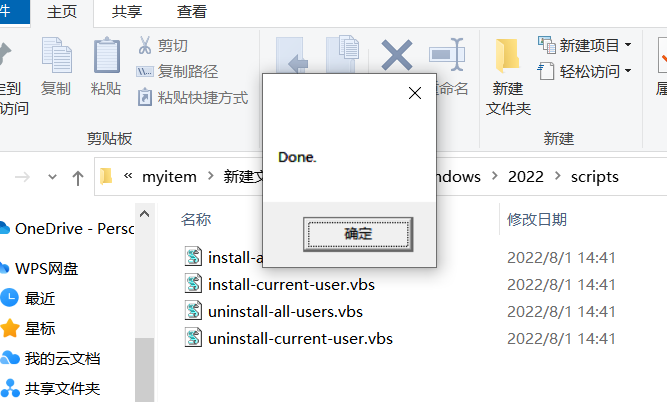 件
主页
共享
查看
到
访问
复制
粘贴
剪切
复制路径
粘贴快捷方式
剪贴板
命名
新建
文件夹
新建项目
轻松访问
新建
属
Done.
确定
« myitem > 新建 ndows > 2022 > scripts
OneDrive - Perso
WPS网盘
最近
星标
我的云文档
共享文件夹
名称 修改日期
install-a 2022/8/1 14:41
install-current-user.vbs 2022/8/1 14:41
uninstall-all-users.vbs 2022/8/1 14:41
uninstall-current-user.vbs 2022/8/1 14:41